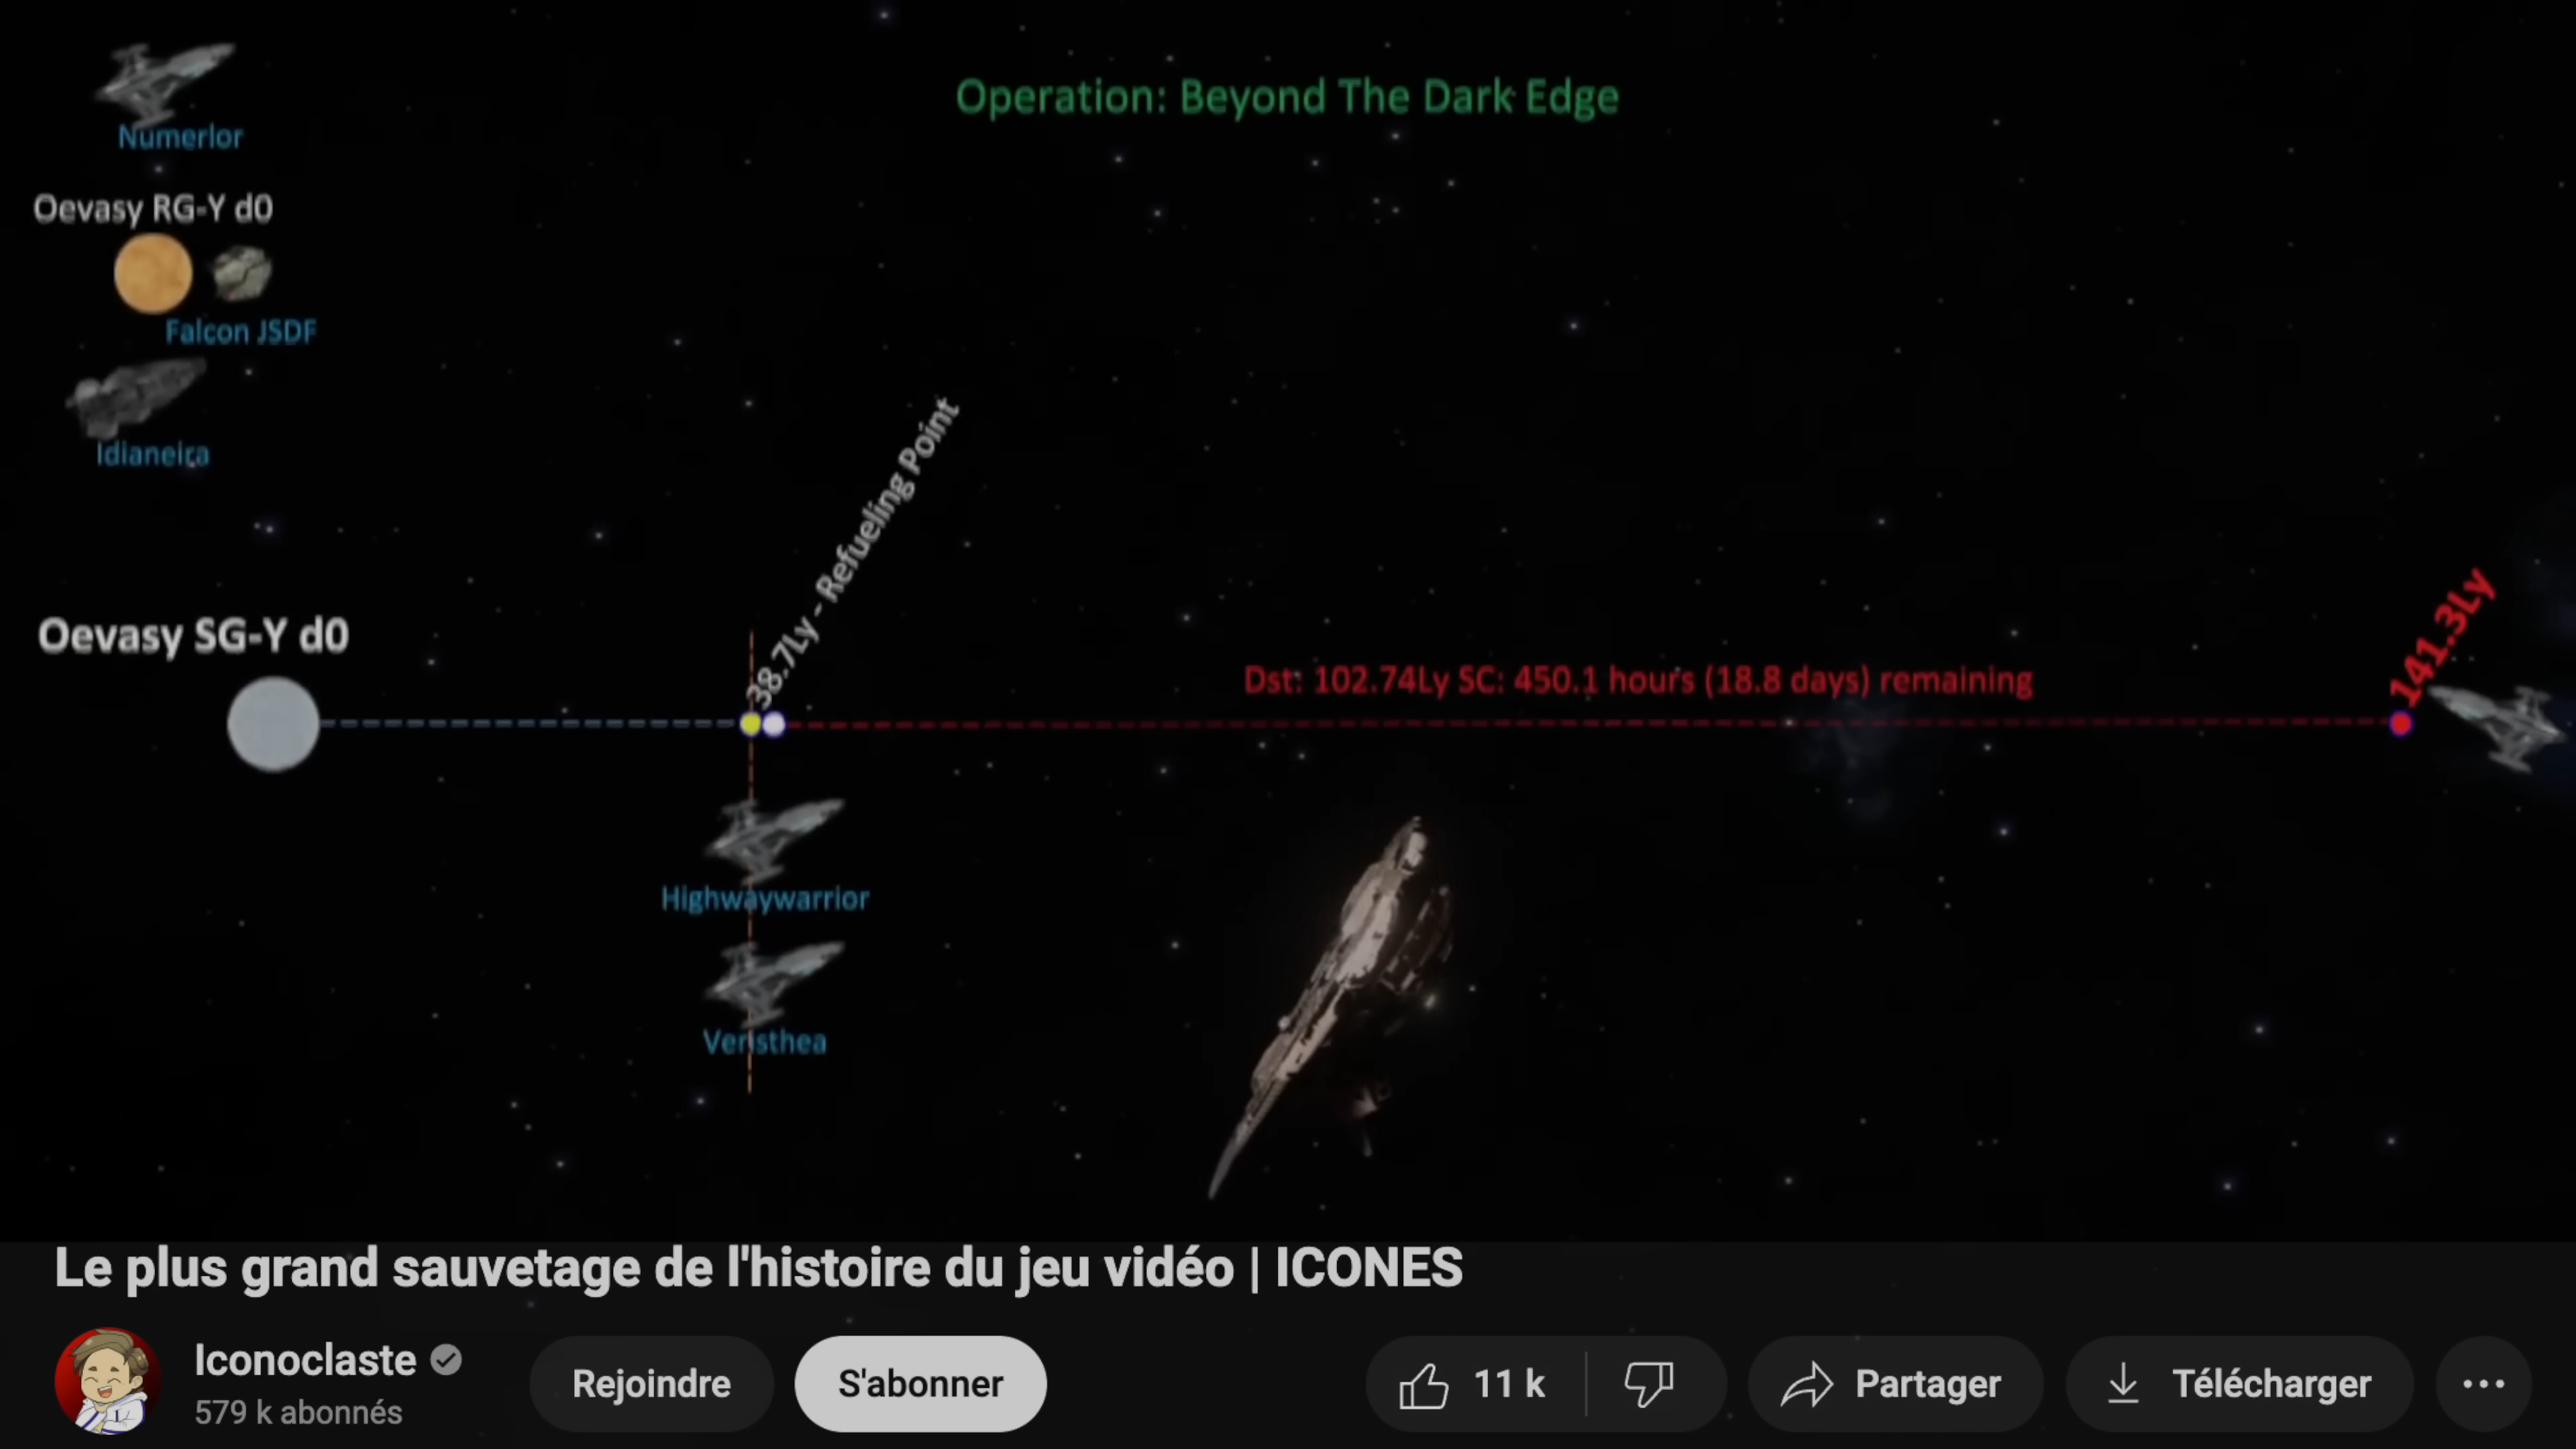 Operation: Beyond The Dark Edge
Numerlor
Oevasy RG-Y d0
Falcon JSDF
Idianeira
38.7Ly - Refueling Point
Oevasy SG-Y d0
Dst: 102.74Ly SC: 450.1 hours (18.8 days) remaining
141.3Ly
Highwaywarrior
Veristhea
Le plus grand sauvetage de l'histoire du jeu vidéo | ICONES
Iconoclaste
579 k abonnés
Rejoindre
S'abonner
11 k
Partager
Télécharger